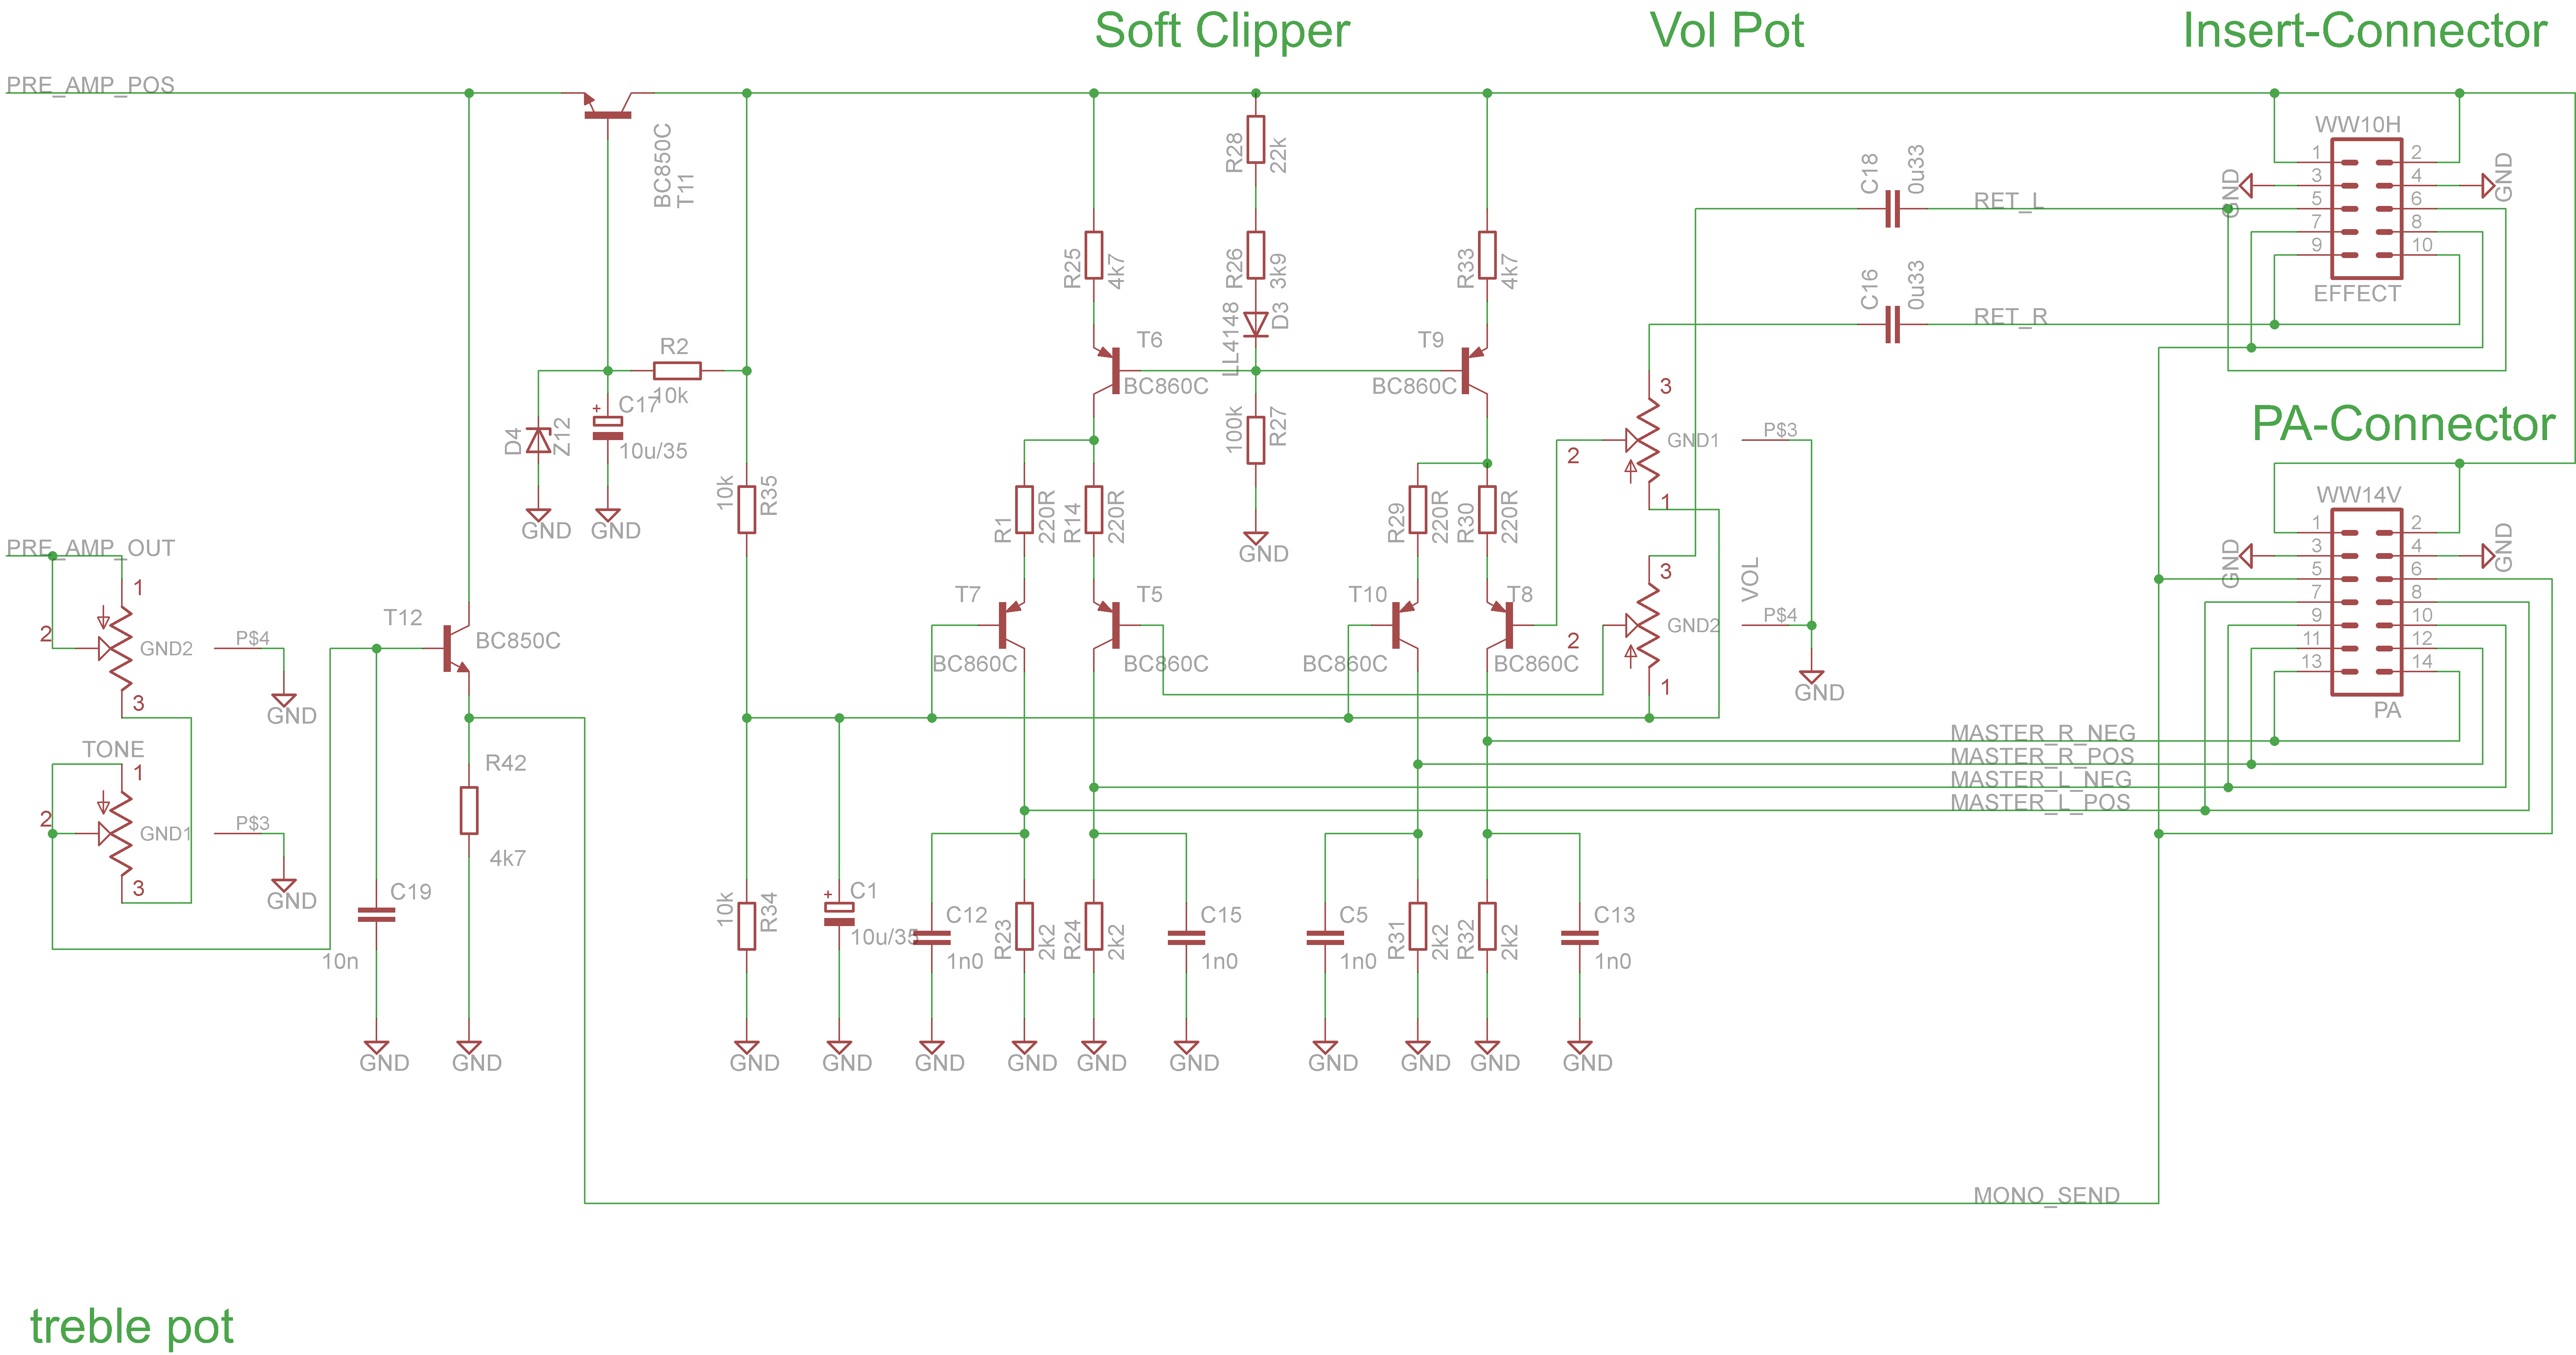 Soft Clipper
Vol Pot
Insert-Connector
PRE_AMP_POS
BC850C
T11
R28
22k
C18
0u33
RET_L
WW10H
1
2
3
4
5
6
7
8
9
10
GND
GND
EFFECT
R25
4k7
R26
3k9
R33
4k7
C16
0u33
RET_R
LL4148
D3
T6
BC860C
T9
BC860C
R2
10k
C17
10u/35
D4
Z12
GND
GND
100k
R27
GND
3
GND1
2
1
P$3
PA-Connector
10k
R35
R1
220R
R14
220R
R29
220R
R30
220R
WW14V
1
2
3
4
5
6
7
8
9
10
11
12
13
14
GND
GND
PA
PRE_AMP_OUT
1
2
GND2
3
P$4
GND
T12
BC850C
T7
BC860C
T5
BC860C
T10
BC860C
T8
BC860C
3
GND2
2
1
VOL
P$4
GND
TONE
1
2
GND1
3
P$3
GND
R42
4k7
MASTER_R_NEG
MASTER_R_POS
MASTER_L_NEG
MASTER_L_POS
C19
10n
10k
R34
C1
10u/35
C12
1n0
R23
2k2
R24
2k2
C15
1n0
C5
1n0
R31
2k2
R32
2k2
C13
1n0
GND
GND
GND
GND
GND
GND
GND
GND
GND
GND
GND
GND
MONO_SEND
treble pot